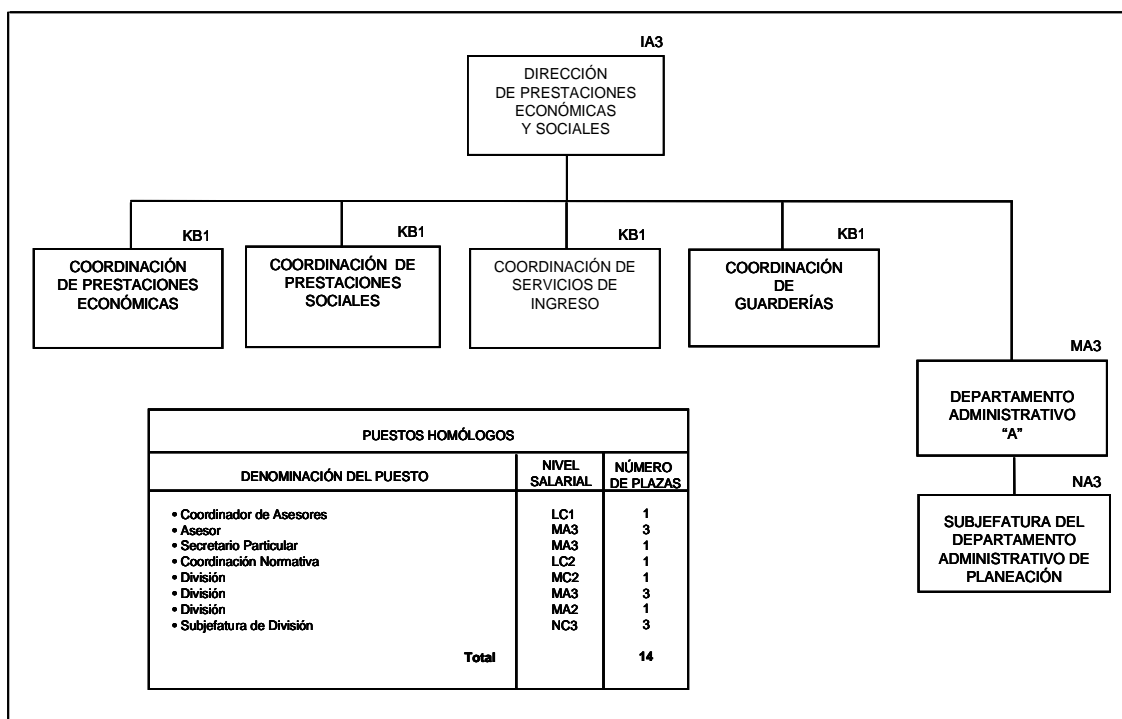 IA3
DIRECCIÓN
DE PRESTACIONES
ECONÓMICAS
Y SOCIALES
KB1
COORDINACIÓN
DE PRESTACIONES
ECONÓMICAS
KB1
COORDINACIÓN DE
PRESTACIONES
SOCIALES
KB1
COORDINACIÓN DE
SERVICIOS DE
INGRESO
KB1
COORDINACIÓN
DE
GUARDERÍAS
MA3
DEPARTAMENTO
ADMINISTRATIVO
“A”
NA3
SUBJEFATURA DEL
DEPARTAMENTO
ADMINISTRATIVO DE
PLANEACIÓN
PUESTOS HOMÓLOGOS
DENOMINACIÓN DEL PUESTO
NIVEL
SALARIAL
NÚMERO
DE PLAZAS
• Coordinador de Asesores LC1 1
• Asesor MA3 3
• Secretario Particular MA3 1
• Coordinación Normativa LC2 1
• División MC2 1
• División MA3 3
• División MA2 1
• Subjefatura de División NC3 3
Total 14